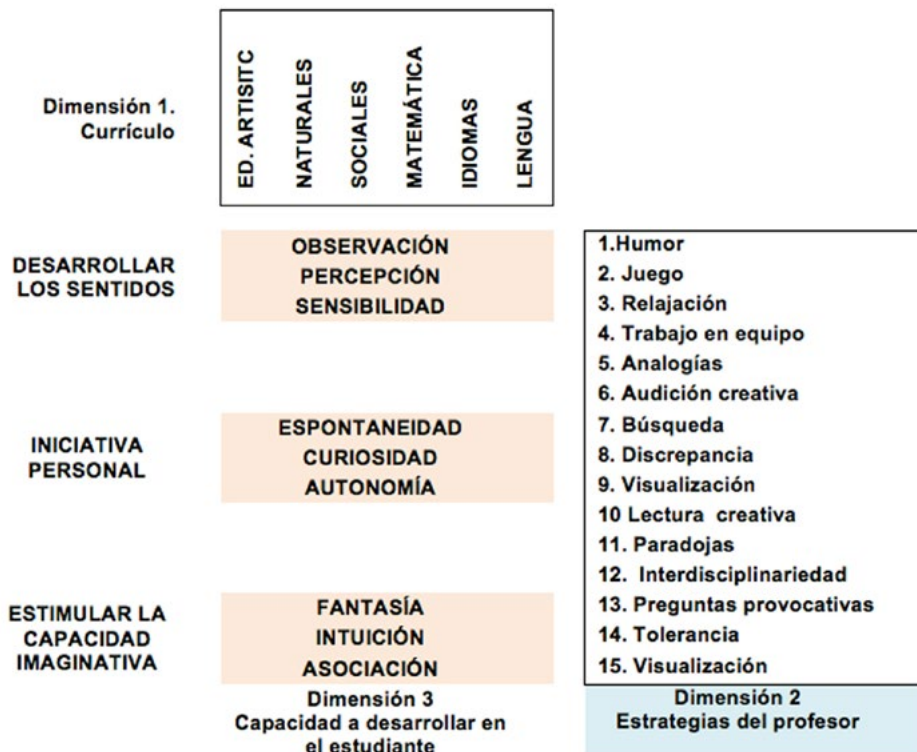 Dimensión 1.
Currículo
ED. ARTISITC
NATURALES
SOCIALES
MATEMÁTICA
IDIOMAS
LENGUA
DESARROLLAR
LOS SENTIDOS
OBSERVACIÓN
PERCEPCIÓN
SENSIBILIDAD
INICIATIVA
PERSONAL
ESPONTANEIDAD
CURIOSIDAD
AUTONOMÍA
ESTIMULAR LA
CAPACIDAD
IMAGINATIVA
FANTASÍA
INTUICIÓN
ASOCIACIÓN
Dimensión 3
Capacidad a desarrollar en
el estudiante
1.Humor
2. Juego
3. Relajación
4. Trabajo en equipo
5. Analogías
6. Audición creativa
7. Búsqueda
8. Discrepancia
9. Visualización
10 Lectura creativa
11. Paradojas
12. Interdisciplinariedad
13. Preguntas provocativas
14. Tolerancia
15. Visualización
Dimensión 2
Estrategias del profesor